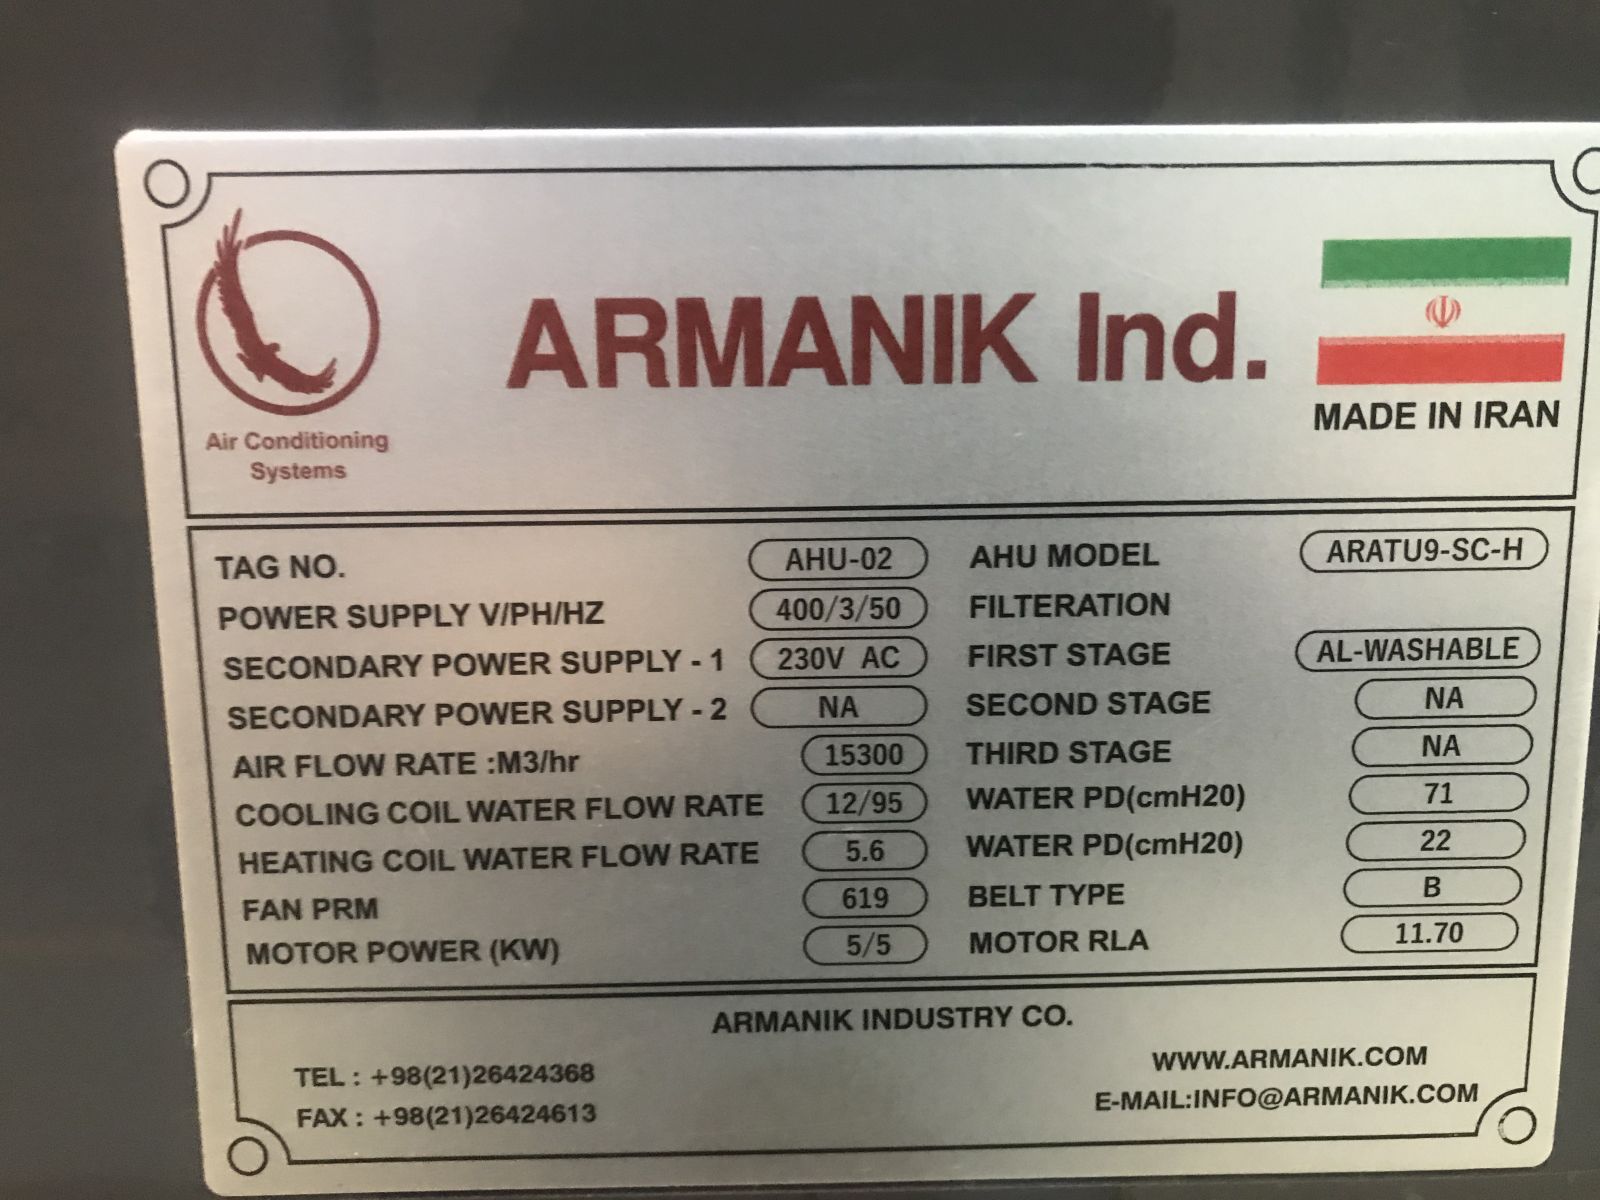 ARMANIK Ind.
Air Conditioning
Systems
MADE IN IRAN
TAG NO. AHU-02 AHU MODEL ARATU9-SC-H
POWER SUPPLY V/PH/HZ 400/3/50 FILTERATION
SECONDARY POWER SUPPLY - 1 230V AC FIRST STAGE AL-WASHABLE
SECONDARY POWER SUPPLY - 2 NA SECOND STAGE NA
AIR FLOW RATE :M3/hr 15300 THIRD STAGE NA
COOLING COIL WATER FLOW RATE 12/95 WATER PD(cmH20) 71
HEATING COIL WATER FLOW RATE 5.6 WATER PD(cmH20) 22
FAN PRM 619 BELT TYPE B
MOTOR POWER (KW) 5/5 MOTOR RLA 11.70
ARMANIK INDUSTRY CO.
TEL : +98(21)26424368 WWW.ARMANIK.COM
FAX : +98(21)26424613 E-MAIL:INFO@ARMANIK.COM